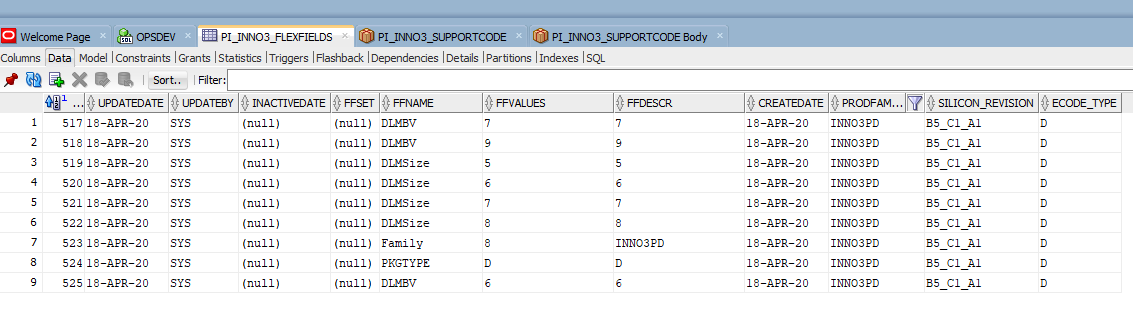 Welcome Page OPSDEV PI_INNO3_FLEXFIELDS PI_INNO3_SUPPORTCODE PI_INNO3_SUPPORTCODE Body
Columns Data Model Constraints Grants Statistics Triggers Flashback Dependencies Details Partitions Indexes SQL
Sort.. Filter:
... UPDATEDATE UPDATEBY INACTIVEDATE FFSET FFNAME FFVALUES FFDESCR CREATEDATE PRODFAM... SILICON_REVISION ECODE_TYPE
1 517 18-APR-20 SYS (null) (null) DLMBV 7 7 18-APR-20 INNO3PD B5_C1_A1 D
2 518 18-APR-20 SYS (null) (null) DLMBV 9 9 18-APR-20 INNO3PD B5_C1_A1 D
3 519 18-APR-20 SYS (null) (null) DLMSize 5 5 18-APR-20 INNO3PD B5_C1_A1 D
4 520 18-APR-20 SYS (null) (null) DLMSize 6 6 18-APR-20 INNO3PD B5_C1_A1 D
5 521 18-APR-20 SYS (null) (null) DLMSize 7 7 18-APR-20 INNO3PD B5_C1_A1 D
6 522 18-APR-20 SYS (null) (null) DLMSize 8 8 18-APR-20 INNO3PD B5_C1_A1 D
7 523 18-APR-20 SYS (null) (null) Family 8 INNO3PD 18-APR-20 INNO3PD B5_C1_A1 D
8 524 18-APR-20 SYS (null) (null) PKGTYPE D D 18-APR-20 INNO3PD B5_C1_A1 D
9 525 18-APR-20 SYS (null) (null) DLMBV 6 6 18-APR-20 INNO3PD B5_C1_A1 D